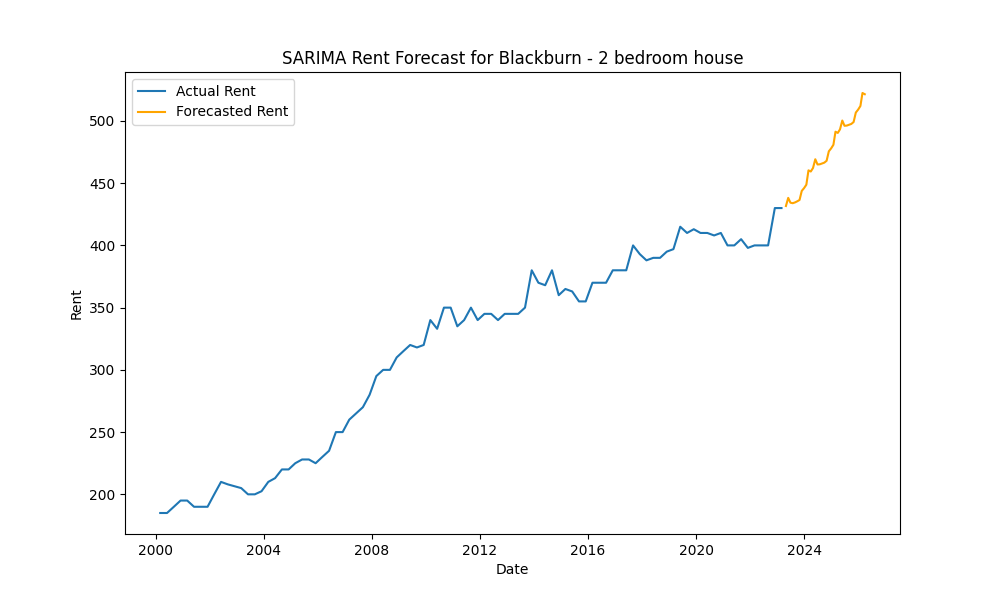 SARIMA Rent Forecast for Blackburn - 2 bedroom house
Actual Rent
Forecasted Rent
500
450
400
350
300
250
200
Rent
2000 2004 2008 2012 2016 2020 2024
Date